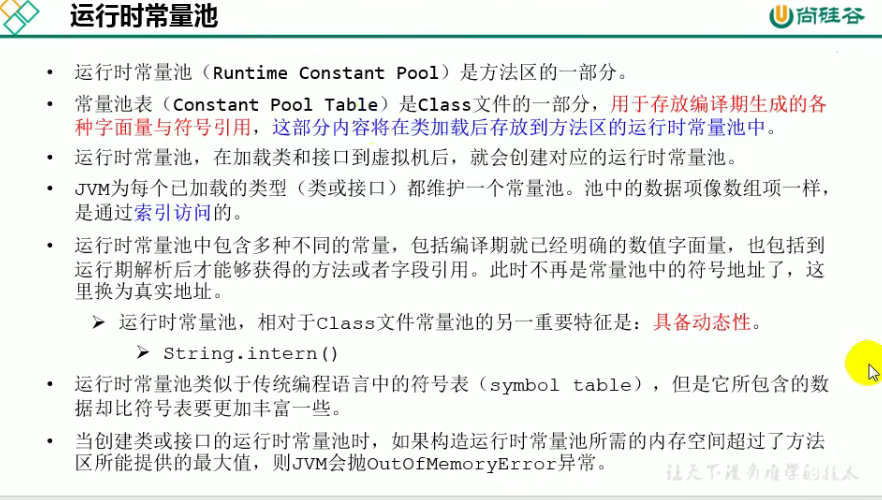 运行时常量池
尚硅谷
• 运行时常量池（Runtime Constant Pool）是方法区的一部分。
• 常量池表（Constant Pool Table）是Class文件的一部分，用于存放编译期生成的各
种字面量与符号引用，这部分内容将在类加载后存放到方法区的运行时常量池中。
• 运行时常量池，在加载类和接口到虚拟机后，就会创建对应的运行时常量池。
• JVM为每个已加载的类型（类或接口）都维护一个常量池。池中的数据项像数组项一样，
是通过索引访问的。
• 运行时常量池中包含多种不同的常量，包括编译期就已经明确的数值字面量，也包括到
运行期解析后才能够获得的方法或者字段引用。此时不再是常量池中的符号地址了，这
里换为真实地址。
➢ 运行时常量池，相对于Class文件常量池的另一重要特征是：具备动态性。
➢ String.intern()
• 运行时常量池类似于传统编程语言中的符号表（symbol table），但是它所包含的数
据却比符号表要更加丰富一些。
• 当创建类或接口的运行时常量池时，如果构造运行时常量池所需的内存空间超过了方法
区所能提供的最大值，则JVM会抛OutOfMemoryError异常。
让天下没有难学的技术